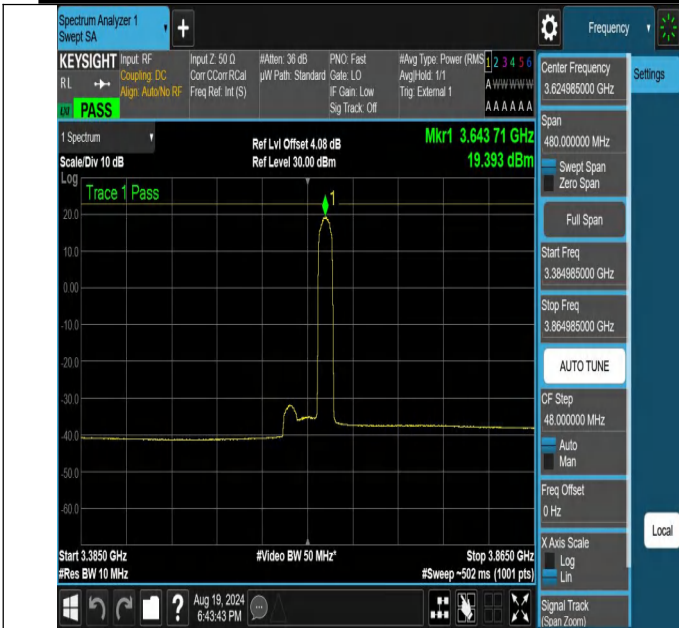 Spectrum Analyzer 1
Swept SA
Frequency
KEYSIGHT
RL
PASS
Input: RF
Coupling: DC
Align: Auto/No RF
Input Z: 50 Ω
Corr CCorr RCal
Freq Ref: Int (S)
#Atten: 36 dB
µW Path: Standard
PNO: Fast
Gate: LO
IF Gain: Low
Sig Track: Off
#Avg Type: Power (RMS
Avg|Hold: 1/1
Trig: External 1
1 2 3 4 5 6
A W W W W W
A A A A A A
1 Spectrum
Scale/Div 10 dB
Log
Ref Lvl Offset 4.08 dB
Ref Level 30.00 dBm
Mkr1 3.643 71 GHz
19.393 dBm
Trace 1 Pass
1
20.0
10.0
0.00
-10.0
-20.0
-30.0
-40.0
-50.0
-60.0
Start 3.3850 GHz
#Res BW 10 MHz
#Video BW 50 MHz*
Stop 3.8650 GHz
#Sweep ~502 ms (1001 pts)
?
Aug 19, 2024
6:43:43 PM
Center Frequency
3.624985000 GHz
Span
480.000000 MHz
Swept Span
Zero Span
Full Span
Start Freq
3.384985000 GHz
Stop Freq
3.864985000 GHz
AUTO TUNE
CF Step
48.000000 MHz
Auto
Man
Freq Offset
0 Hz
X Axis Scale
Log
Lin
Signal Track
(Span Zoom)
Settings
Local